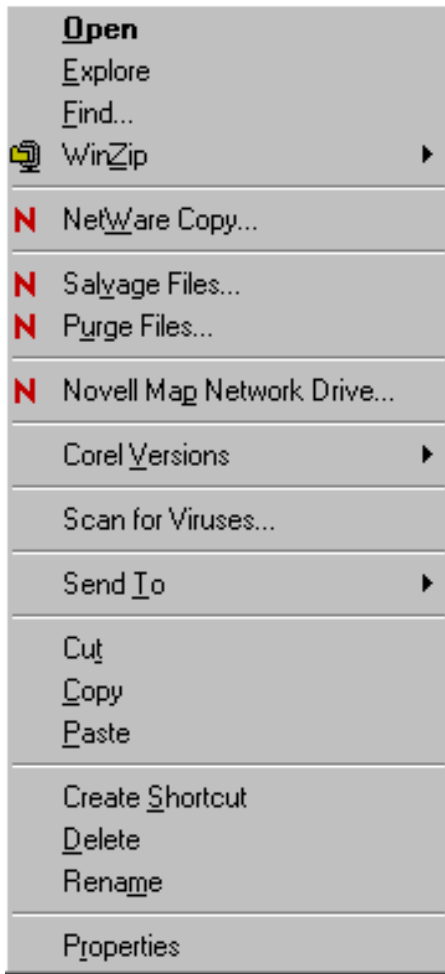 Open
Explore
Find...
WinZip
N NetWare Copy...
N Salvage Files...
N Purge Files...
N Novell Map Network Drive...
Corel Versions
Scan for Viruses...
Send To
Cut
Copy
Paste
Create Shortcut
Delete
Rename
Properties